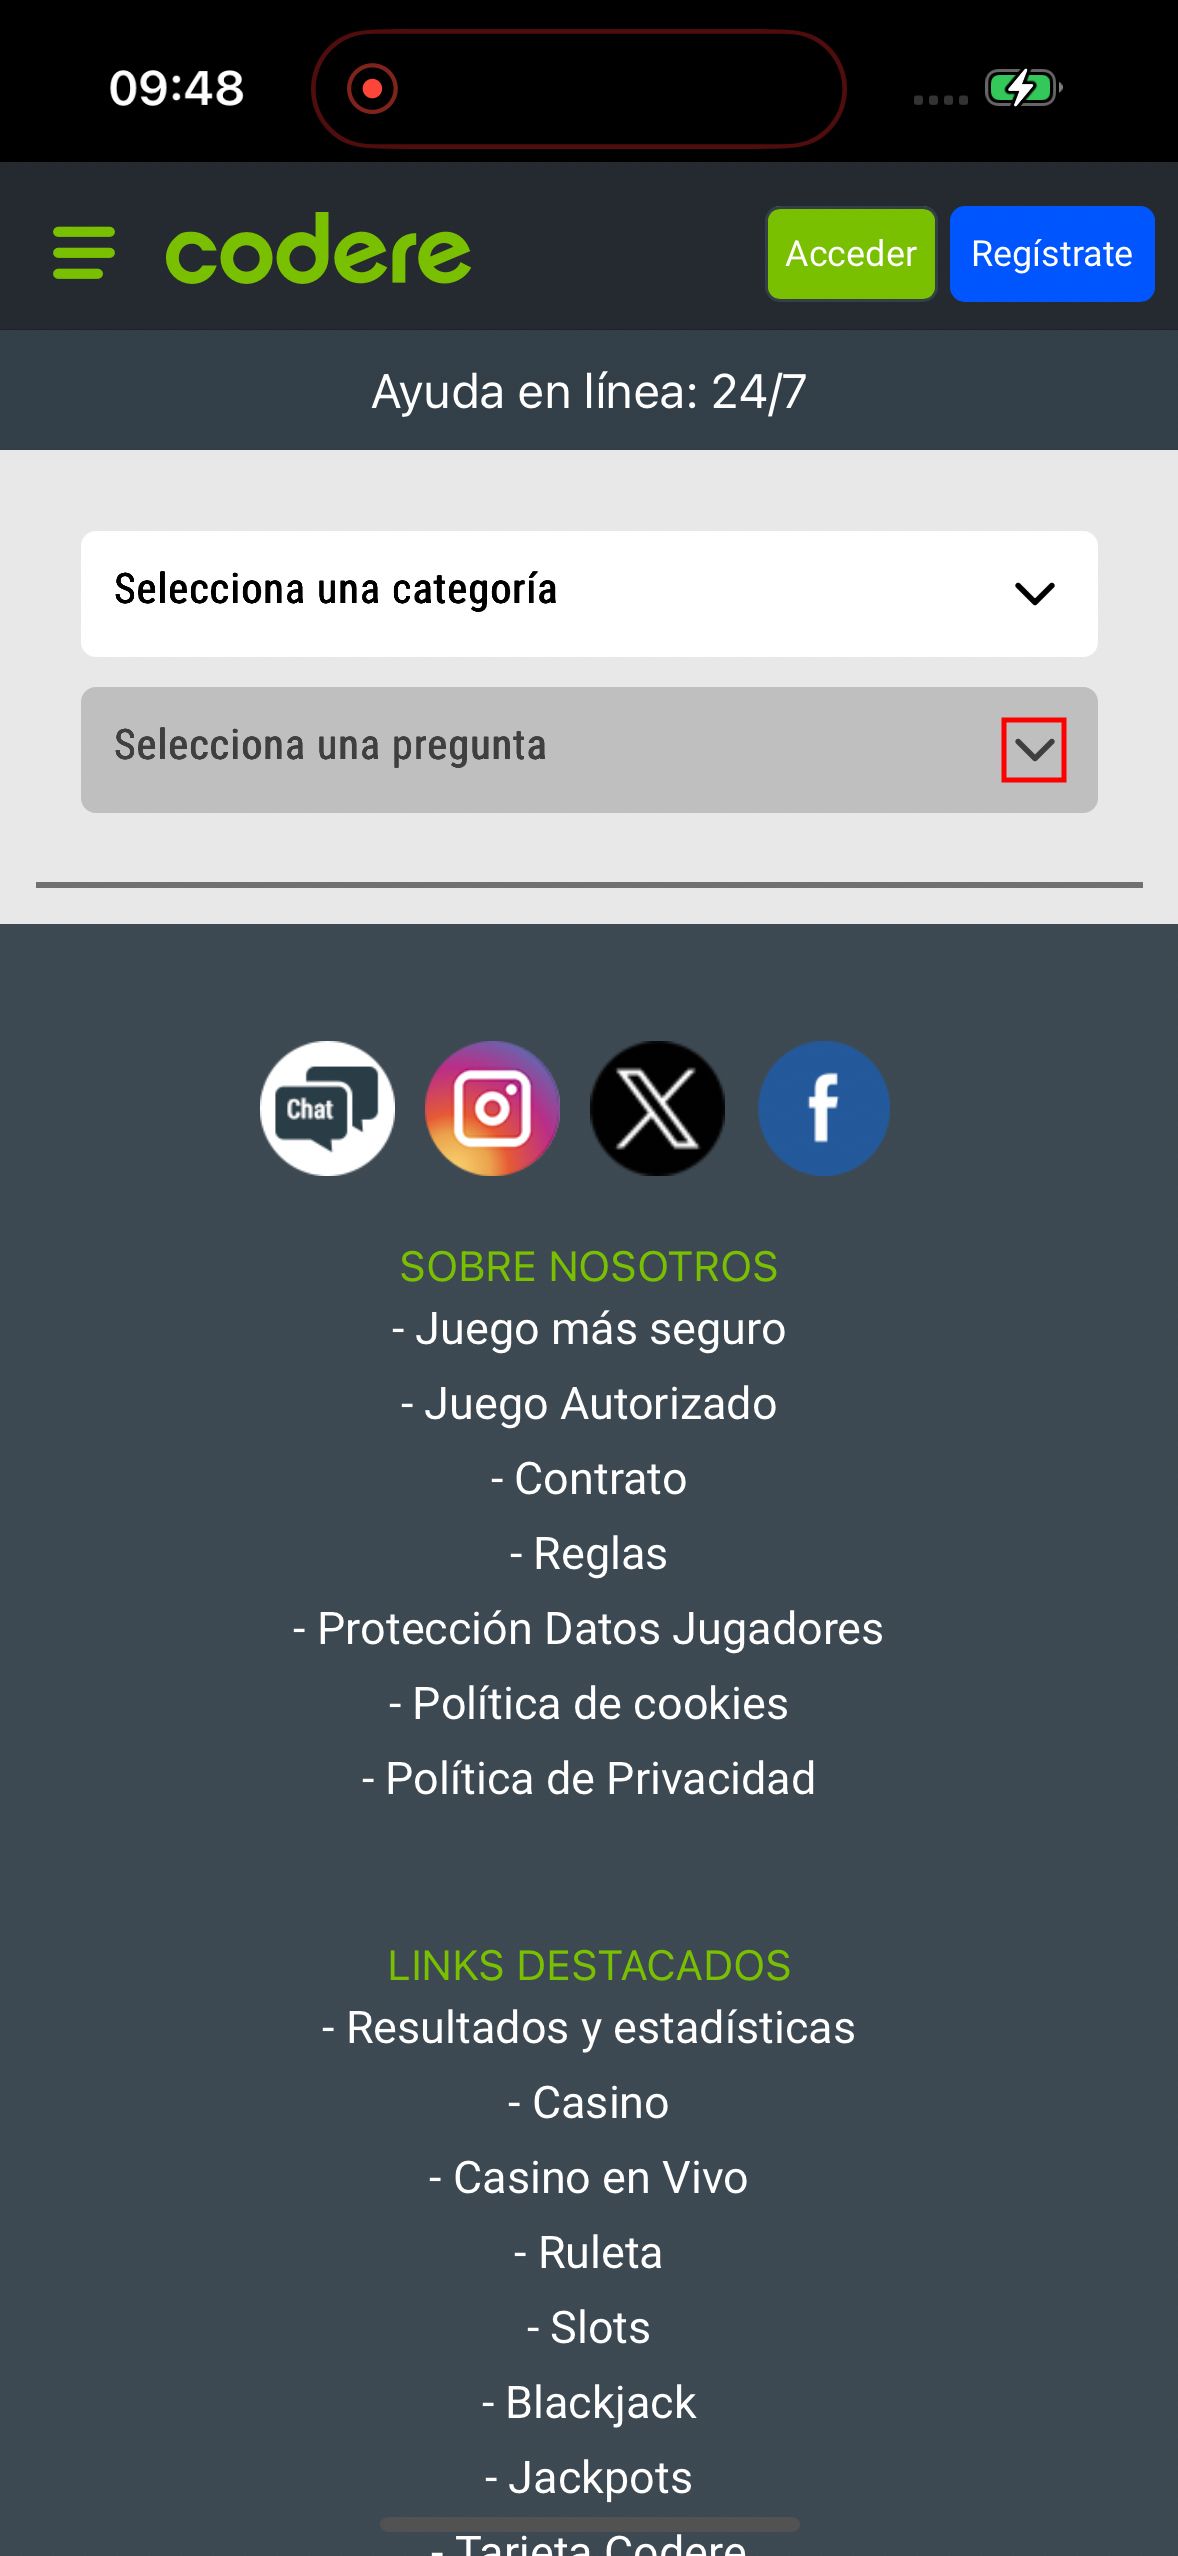 09:48
codere
Acceder
Regístrate
Ayuda en línea: 24/7
Selecciona una categoría
Selecciona una pregunta
Chat
SOBRE NOSOTROS
- Juego más seguro
- Juego Autorizado
- Contrato
- Reglas
- Protección Datos Jugadores
- Política de cookies
- Política de Privacidad
LINKS DESTACADOS
- Resultados y estadísticas
- Casino
- Casino en Vivo
- Ruleta
- Slots
- Blackjack
- Jackpots
- Tarjeta Codere